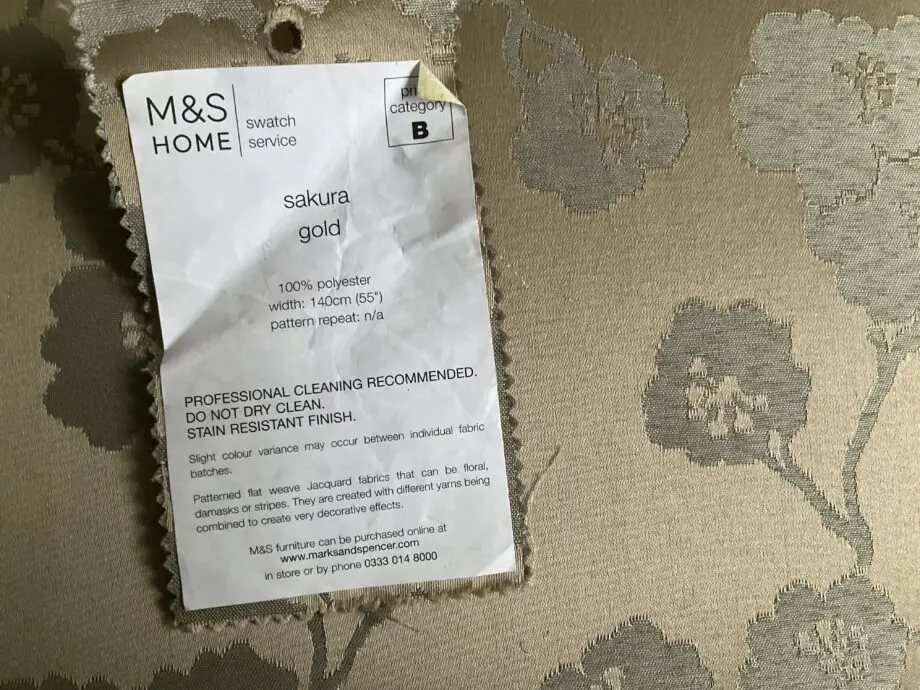 M&S
HOME
swatch
service
category
B
sakura
gold
100% polyester
width: 140cm (55")
pattern repeat: n/a
PROFESSIONAL CLEANING RECOMMENDED.
DO NOT DRY CLEAN.
STAIN RESISTANT FINISH.
Slight colour variance may occur between individual fabric
batches.
Patterned flat weave Jacquard fabrics that can be floral,
damasks or stripes. They are created with different yarns being
combined to create very decorative effects.
M&S furniture can be purchased online at
www.marksandspencer.com
in store or by phone 0333 014 8000